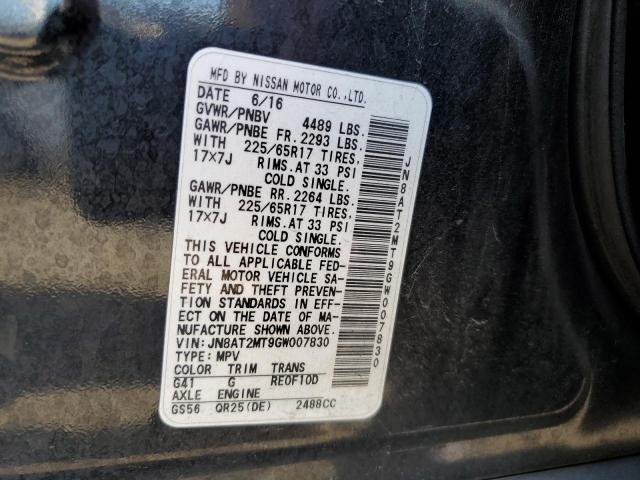 MFD BY NISSAN MOTOR CO.,LTD.
DATE 6/16
GVWR/PNBV 4489 LBS.
GAWR/PNBE FR. 2293 LBS.
WITH 225/65R17 TIRES,
17X7J RIMS.AT 33 PSI
COLD SINGLE.
GAWR/PNBE RR. 2264 LBS.
WITH 225/65R17 TIRES,
17X7J RIMS.AT 33 PSI
COLD SINGLE.
THIS VEHICLE CONFORMS
TO ALL APPLICABLE FED-
ERAL MOTOR VEHICLE SA-
FETY AND THEFT PREVEN-
TION STANDARDS IN EFF-
ECT ON THE DATE OF MA-
NUFACTURE SHOWN ABOVE.
VIN: JN8AT2MT9GW007830
TYPE: MPV
COLOR TRIM TRANS
G41 G RE0F10D
AXLE ENGINE
GS56 QR25(DE) 2488CC
JN8AT2MT9GW007830